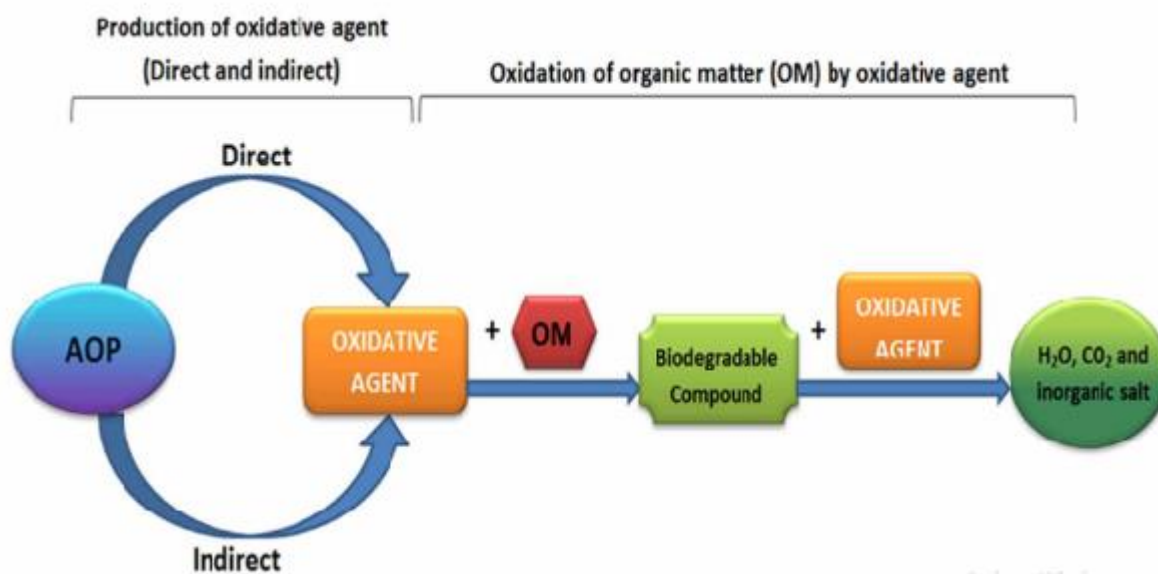 Production of oxidative agent
(Direct and indirect)
Oxidation of organic matter (OM) by oxidative agent
Direct
AOP
OXIDATIVE
AGENT
+
OM
Biodegradable
Compound
+
OXIDATIVE
AGENT
H₂O, CO₂ and
inorganic salt
Indirect